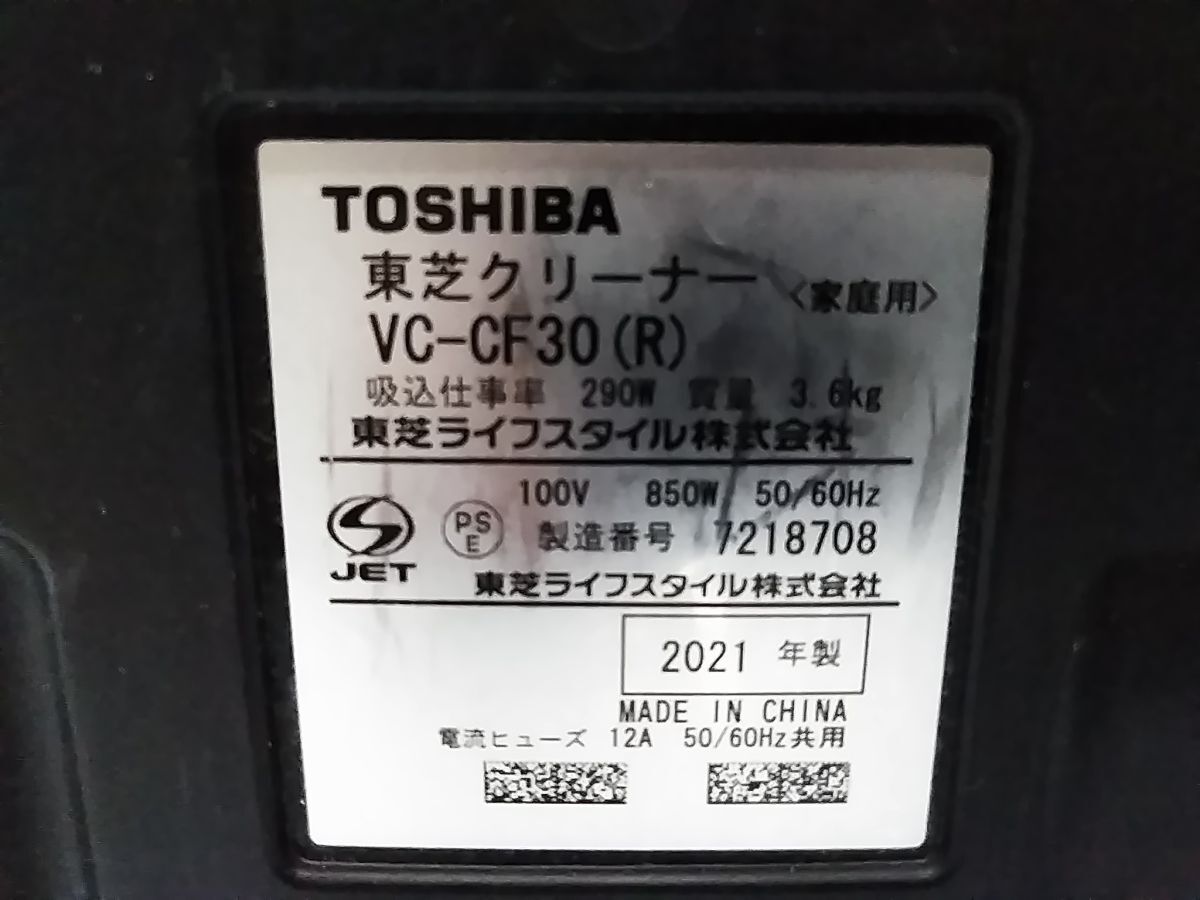 TOSHIBA
東芝クリーナー 〈家庭用〉
VC-CF30(R)
吸込仕事率 290W 質量 3.6kg
東芝ライフスタイル株式会社
100V 850W 50/60Hz
JET PSE 製造番号 7218708
東芝ライフスタイル株式会社
2021 年製
MADE IN CHINA
電流ヒューズ 12A 50/60Hz共用